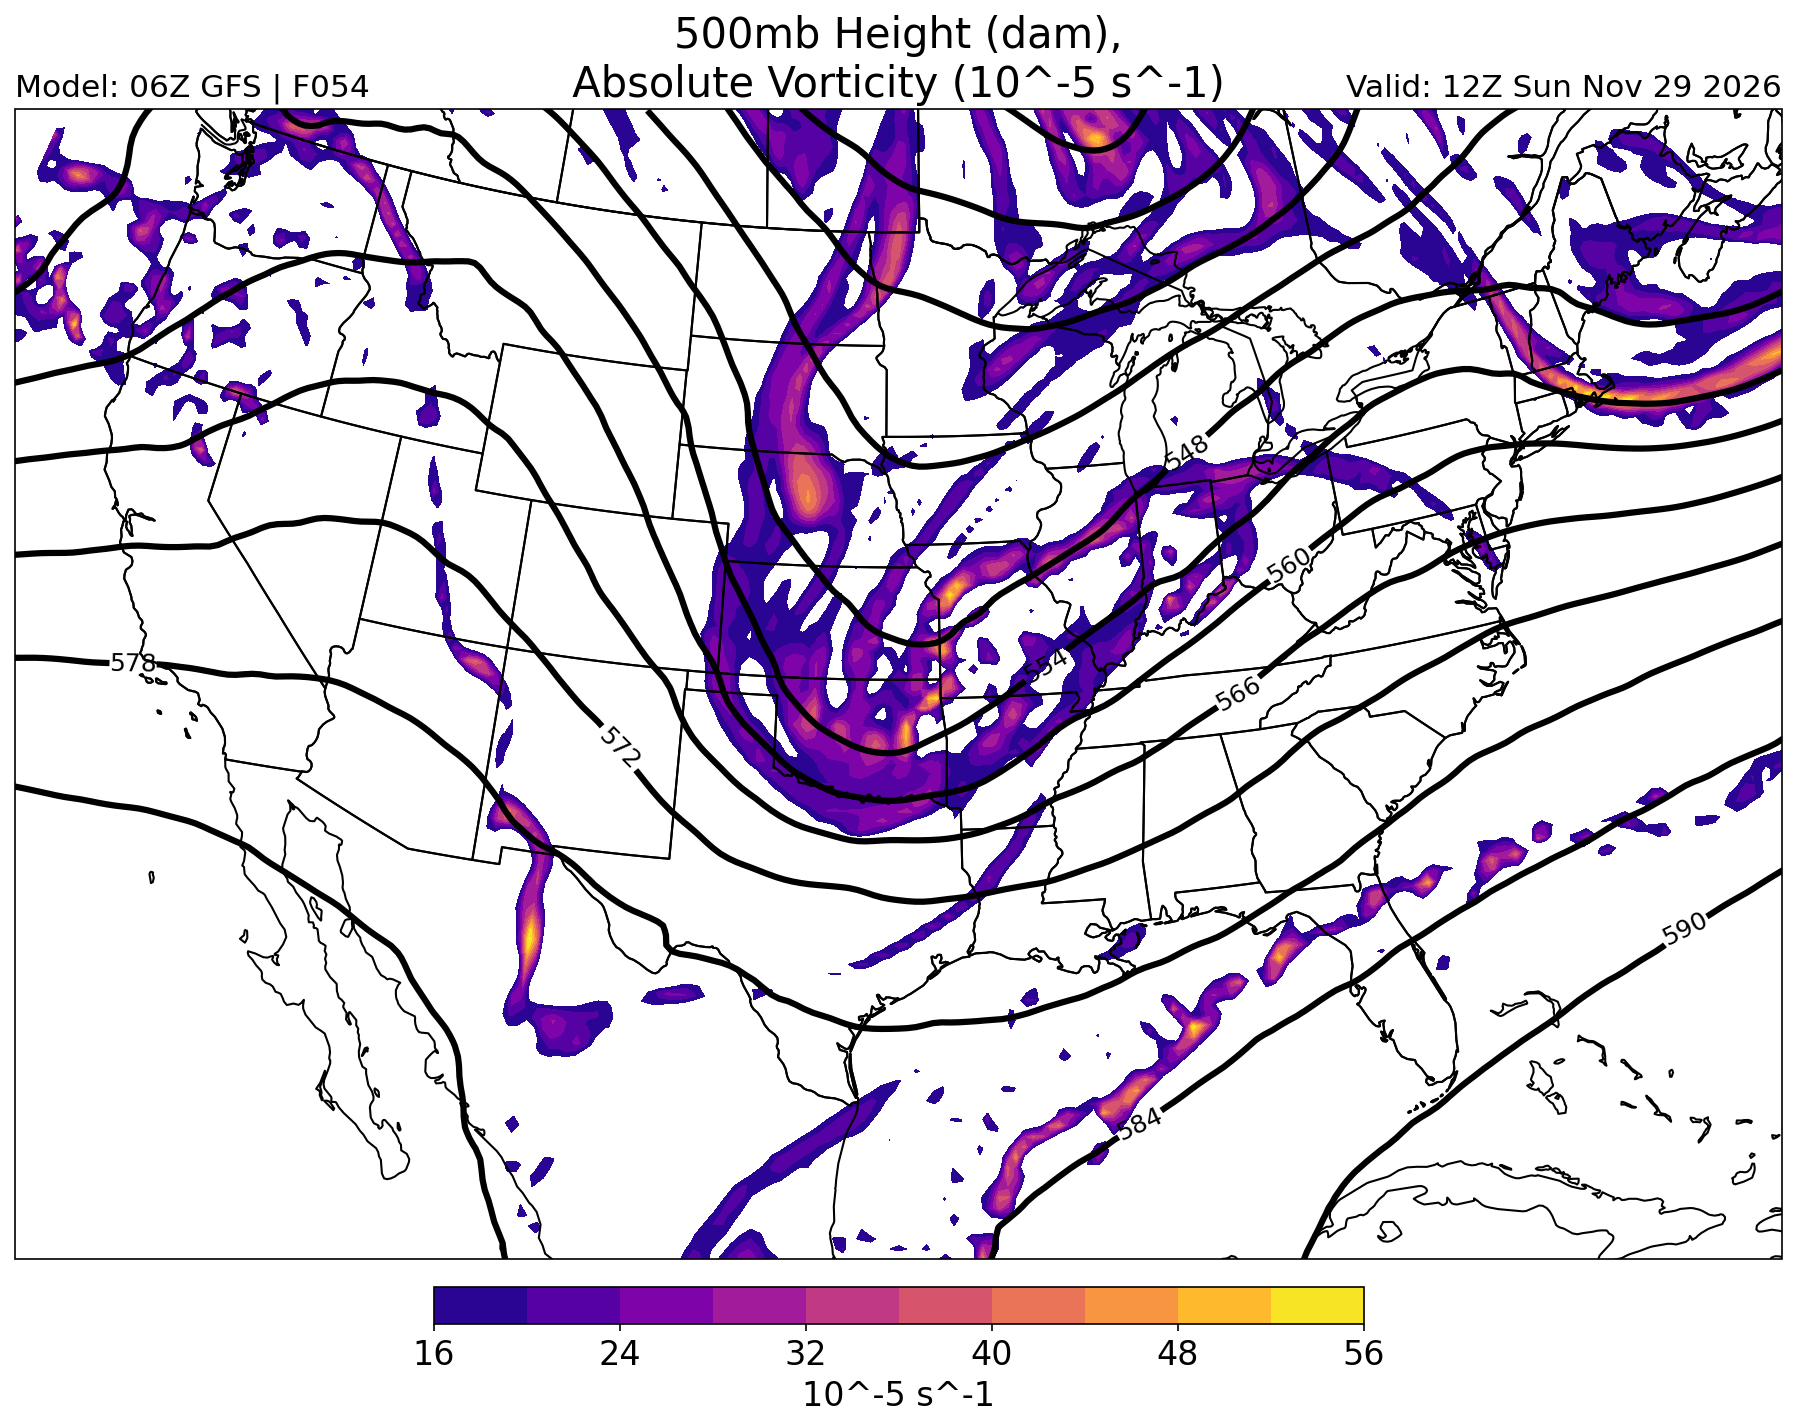 500mb Height (dam),
Model: 06Z GFS | F054
Absolute Vorticity (10^-5 s^-1)
Valid: 12Z Sun Nov 29 2026
548
560
554
578
566
572
590
584
16 24 32 40 48 56
10^-5 s^-1